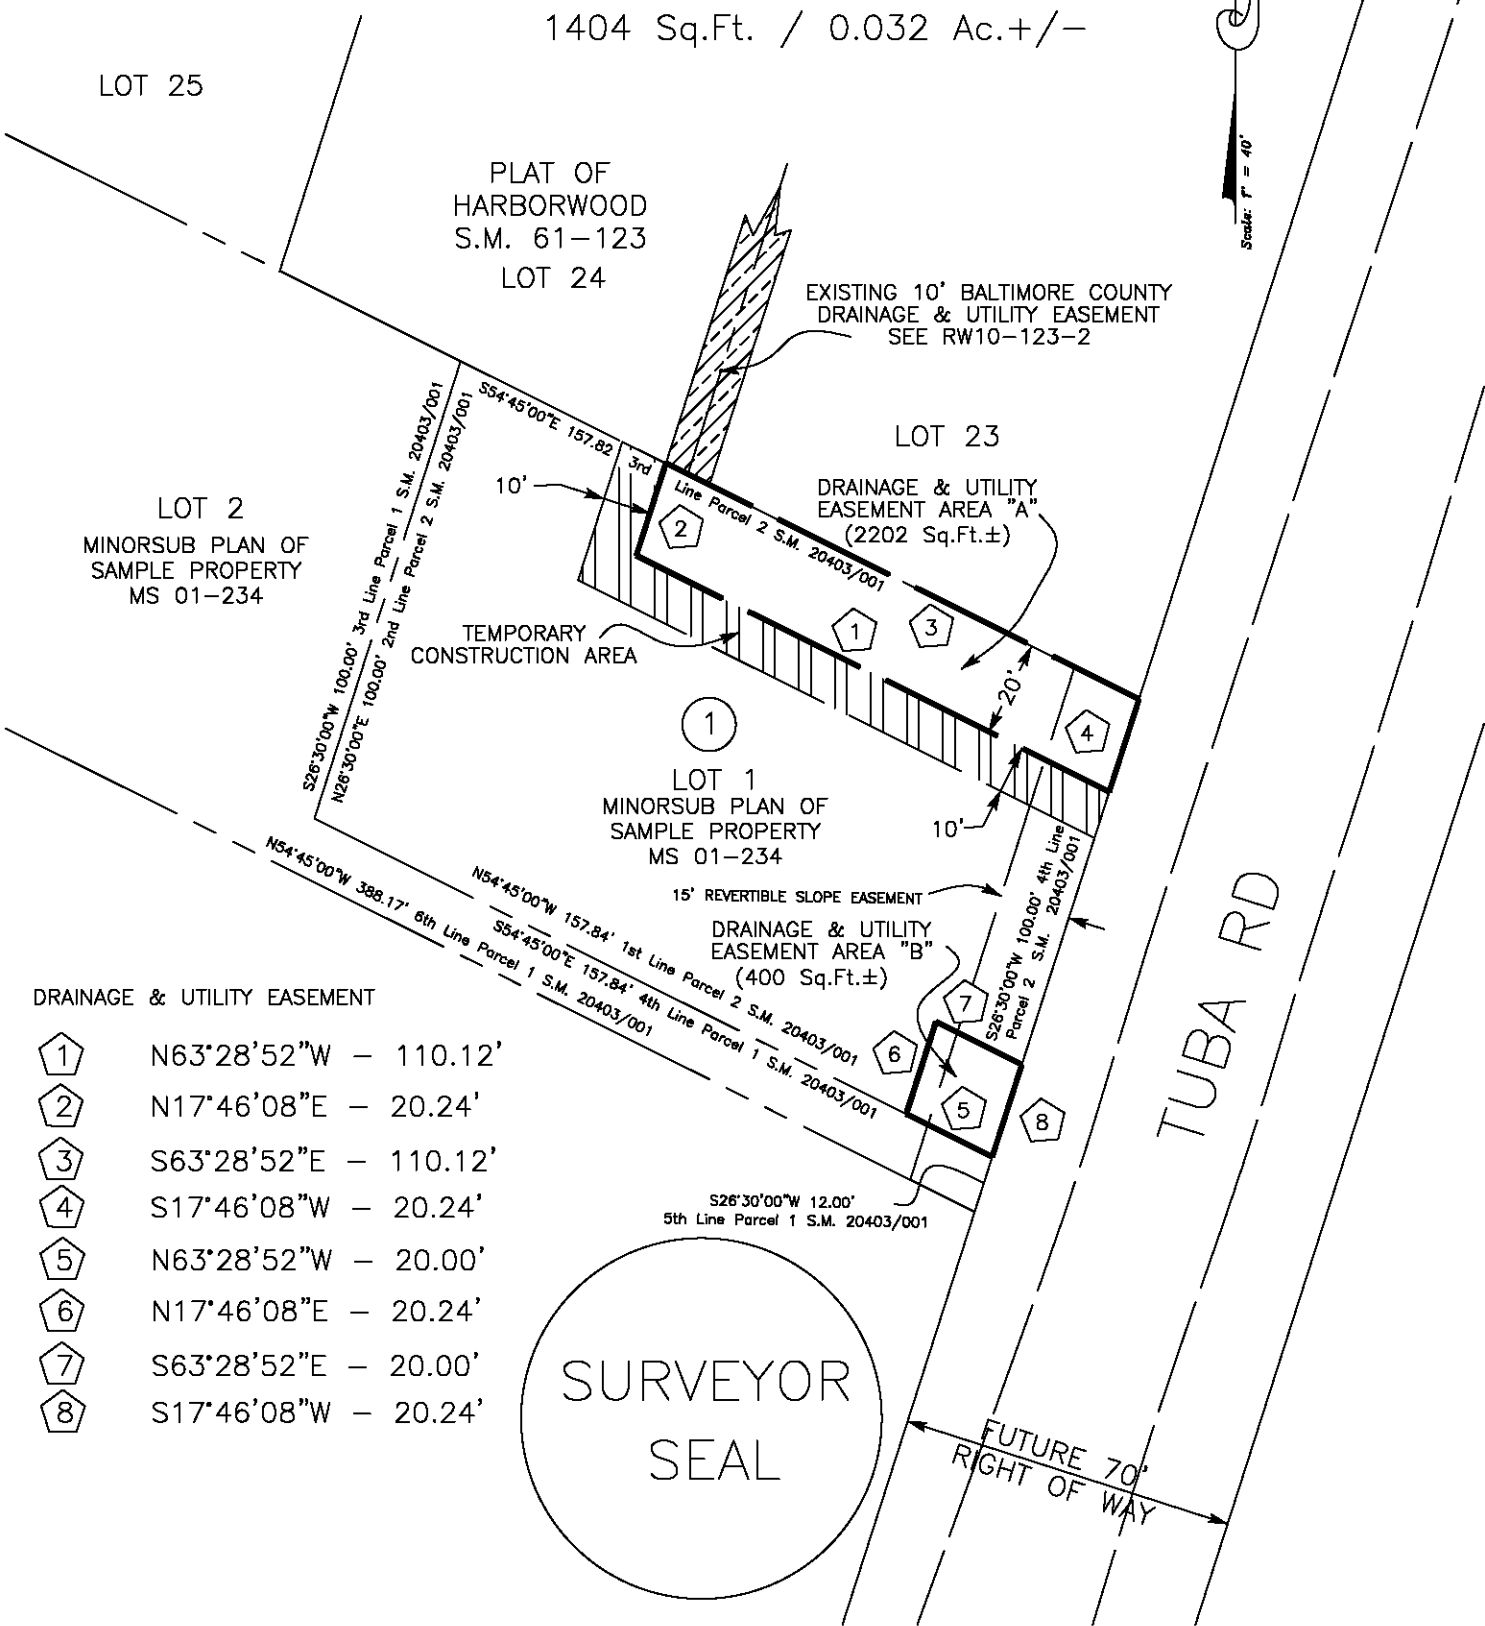 1404 Sq.Ft. / 0.032 Ac.+/-
LOT 25
Scale: 1" = 40'
PLAT OF
HARBORWOOD
S.M. 61-123
LOT 24
EXISTING 10' BALTIMORE COUNTY
DRAINAGE & UTILITY EASEMENT
SEE RW10-123-2
S54°45'00"E 157.82
3rd
Line Parcel 2 S.M. 20403/001
LOT 23
10'
DRAINAGE & UTILITY
EASEMENT AREA "A"
(2202 Sq.Ft.±)
LOT 2
MINORSUB PLAN OF
SAMPLE PROPERTY
MS 01-234
S26°30'00"W 100.00' 3rd Line Parcel 1 S.M. 20403/001
N26°30'00"E 100.00' 2nd Line Parcel 2 S.M. 20403/001
2
1
3
4
20'
TEMPORARY
CONSTRUCTION AREA
1
LOT 1
MINORSUB PLAN OF
SAMPLE PROPERTY
MS 01-234
10'
15' REVERTIBLE SLOPE EASEMENT
S26°30'00"W 100.00' 4th Line
Parcel 2 S.M. 20403/001
DRAINAGE & UTILITY
EASEMENT AREA "B"
(400 Sq.Ft.±)
TUBA RD
N54°45'00"W 157.84' 1st Line Parcel 2 S.M. 20403/001
S54°45'00"E 157.84' 4th Line Parcel 1 S.M. 20403/001
N54°45'00"W 388.17' 6th Line Parcel 1 S.M. 20403/001
7
6
5
8
S26°30'00"W 12.00'
5th Line Parcel 1 S.M. 20403/001
DRAINAGE & UTILITY EASEMENT
1 N63°28'52"W - 110.12'
2 N17°46'08"E - 20.24'
3 S63°28'52"E - 110.12'
4 S17°46'08"W - 20.24'
5 N63°28'52"W - 20.00'
6 N17°46'08"E - 20.24'
7 S63°28'52"E - 20.00'
8 S17°46'08"W - 20.24'
SURVEYOR
SEAL
FUTURE 70'
RIGHT OF WAY